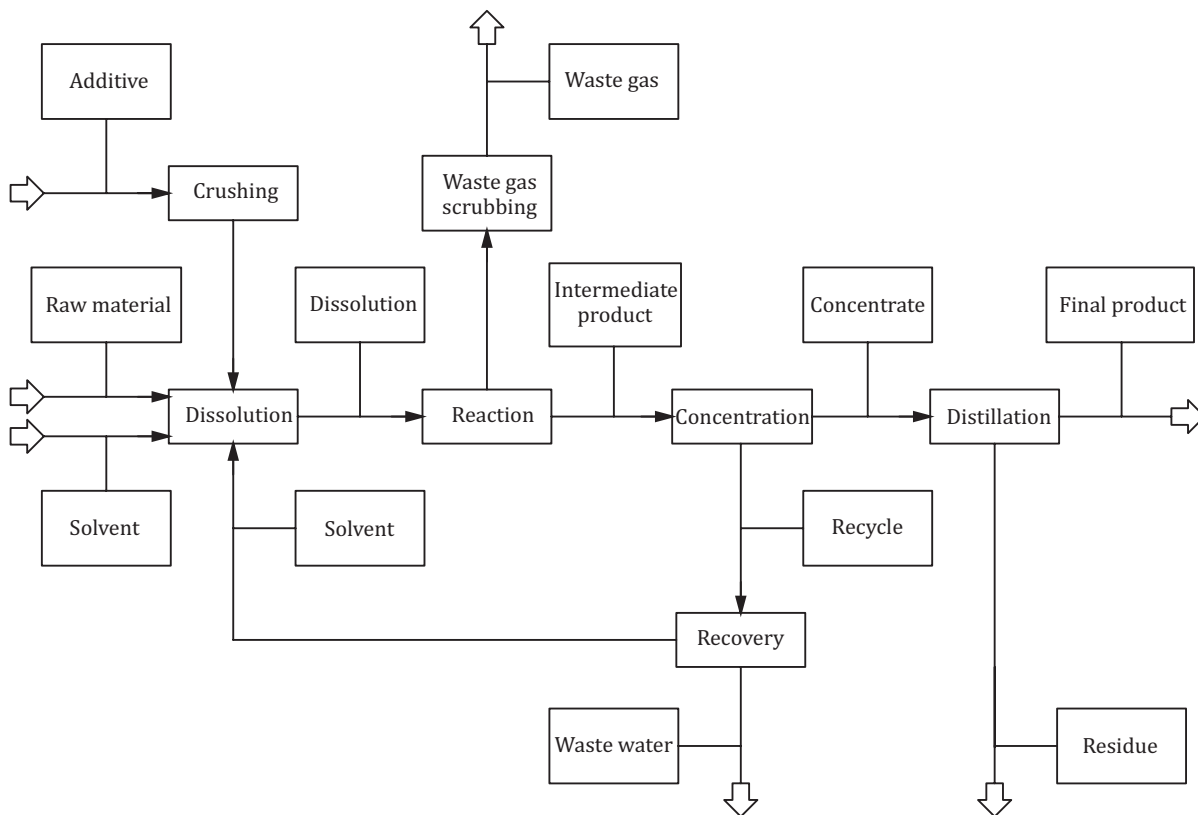 Additive
Waste gas
Crushing
Waste gas
scrubbing
Raw material
Dissolution
Intermediate
product
Concentrate
Final product
Dissolution
Reaction
Concentration
Distillation
Solvent
Solvent
Recycle
Recovery
Waste water
Residue